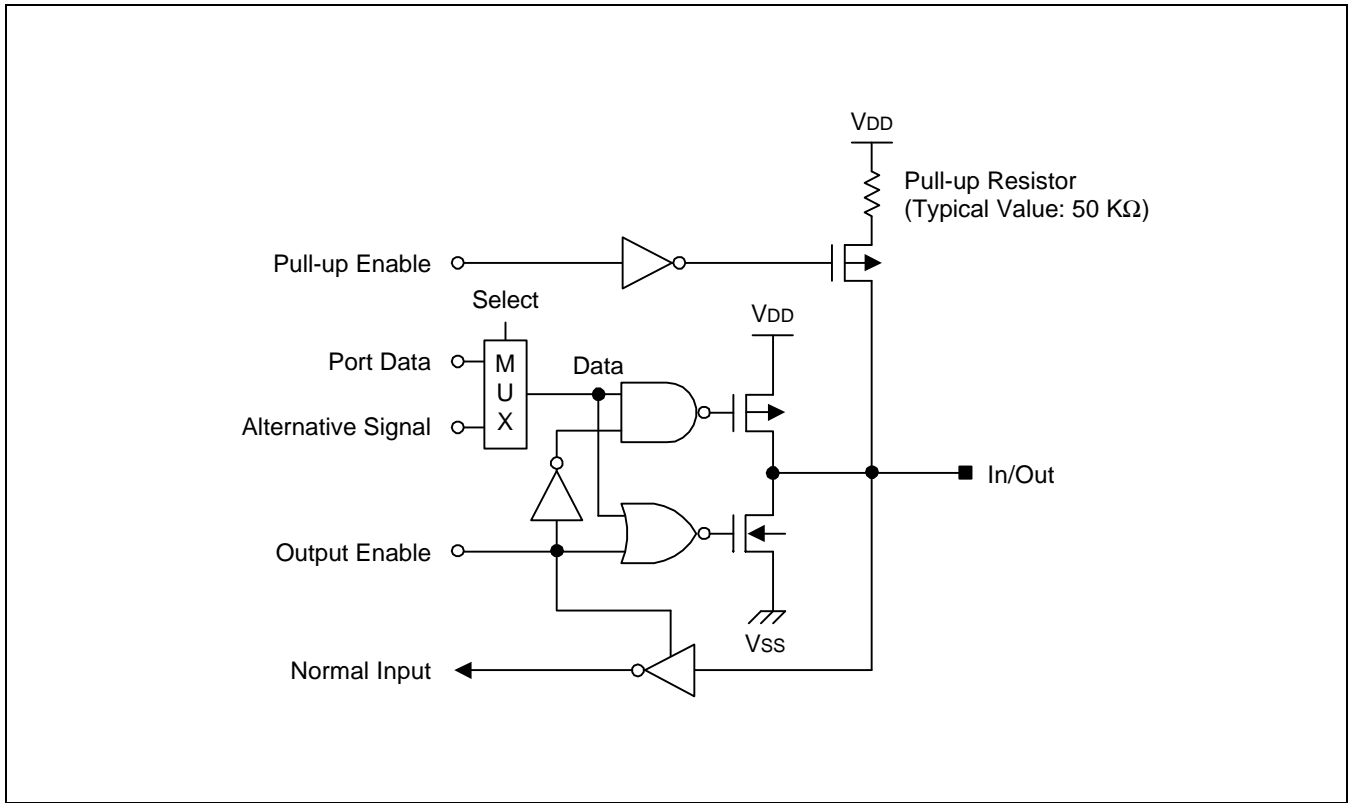 VDD
Pull-up Resistor
(Typical Value: 50 KΩ)
Pull-up Enable
Select
VDD
Port Data
M
U
X
Data
Alternative Signal
In/Out
Output Enable
VSS
Normal Input